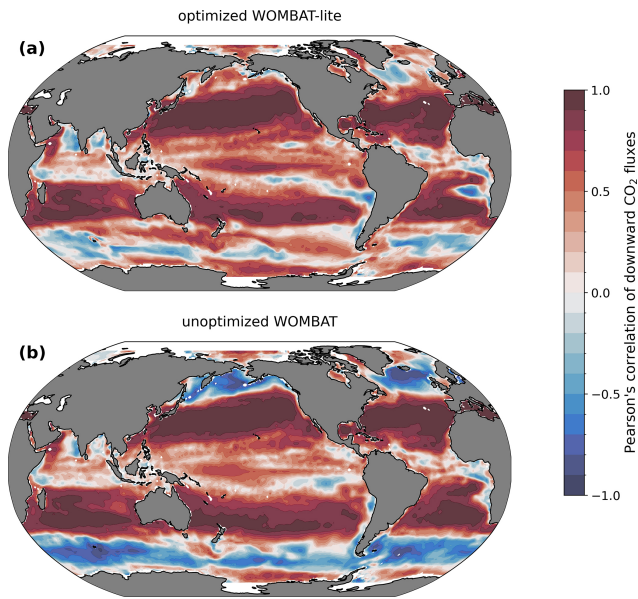 optimized WOMBAT-lite
(a)
unoptimized WOMBAT
(b)
1.0
0.5
0.0
−0.5
−1.0
Pearson's correlation of downward CO₂ fluxes